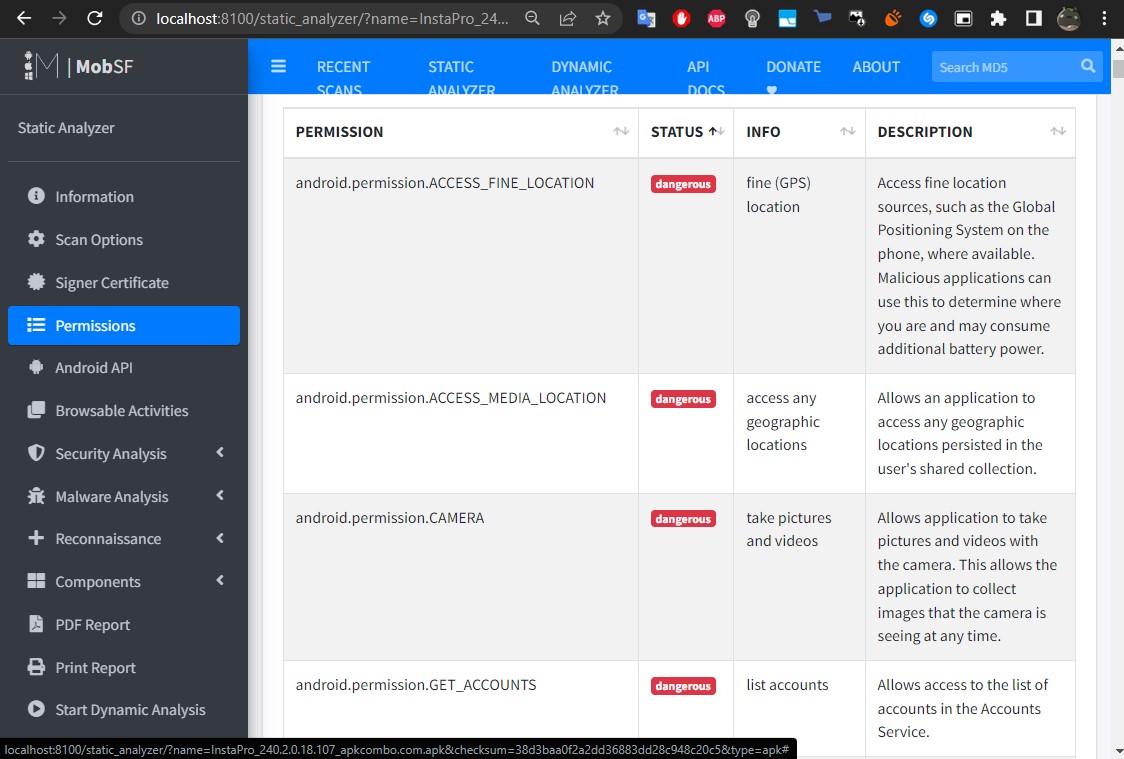 localhost:8100/static_analyzer/?name=InstaPro_24...
ABP
M | MobSF
RECENT SCANS
STATIC ANALYZER
DYNAMIC ANALYZER
API DOCS
DONATE ♥
ABOUT
Search MD5
Static Analyzer
Information
Scan Options
Signer Certificate
Permissions
Android API
Browsable Activities
Security Analysis
Malware Analysis
Reconnaissance
Components
PDF Report
Print Report
Start Dynamic Analysis
PERMISSION STATUS INFO DESCRIPTION
android.permission.ACCESS_FINE_LOCATION
dangerous
fine (GPS)
location
Access fine location
sources, such as the Global
Positioning System on the
phone, where available.
Malicious applications can
use this to determine where
you are and may consume
additional battery power.
android.permission.ACCESS_MEDIA_LOCATION
dangerous
access any
geographic
locations
Allows an application to
access any geographic
locations persisted in the
user's shared collection.
android.permission.CAMERA
dangerous
take pictures
and videos
Allows application to take
pictures and videos with
the camera. This allows the
application to collect
images that the camera is
seeing at any time.
android.permission.GET_ACCOUNTS
dangerous
list accounts
Allows access to the list of
accounts in the Accounts
Service.
localhost:8100/static_analyzer/?name=InstaPro_240.2.0.18.107_apkcombo.com.apk&checksum=38d3baa0f2a2dd36883dd28c948c20c5&type=apk#